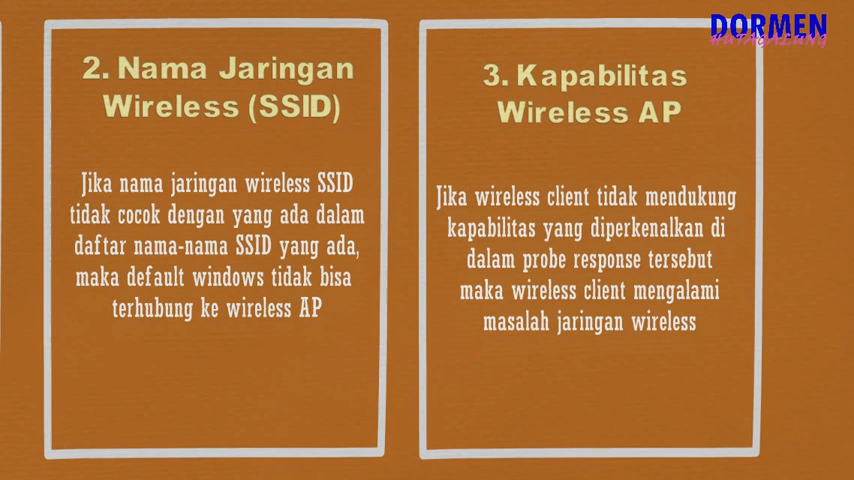 DORMEN
HUTAGALUNG
2. Nama Jaringan
Wireless (SSID)
Jika nama jaringan wireless SSID
tidak cocok dengan yang ada dalam
daftar nama-nama SSID yang ada,
maka default windows tidak bisa
terhubung ke wireless AP
3. Kapabilitas
Wireless AP
Jika wireless client tidak mendukung
kapabilitas yang diperkenalkan di
dalam probe response tersebut
maka wireless client mengalami
masalah jaringan wireless